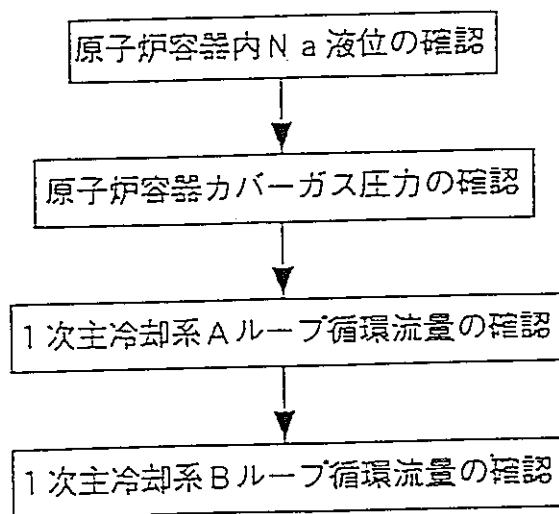 原子炉容器内Na液位の確認
原子炉容器カバーガス圧力の確認
1次主冷却系Aループ循環流量の確認
1次主冷却系Bループ循環流量の確認